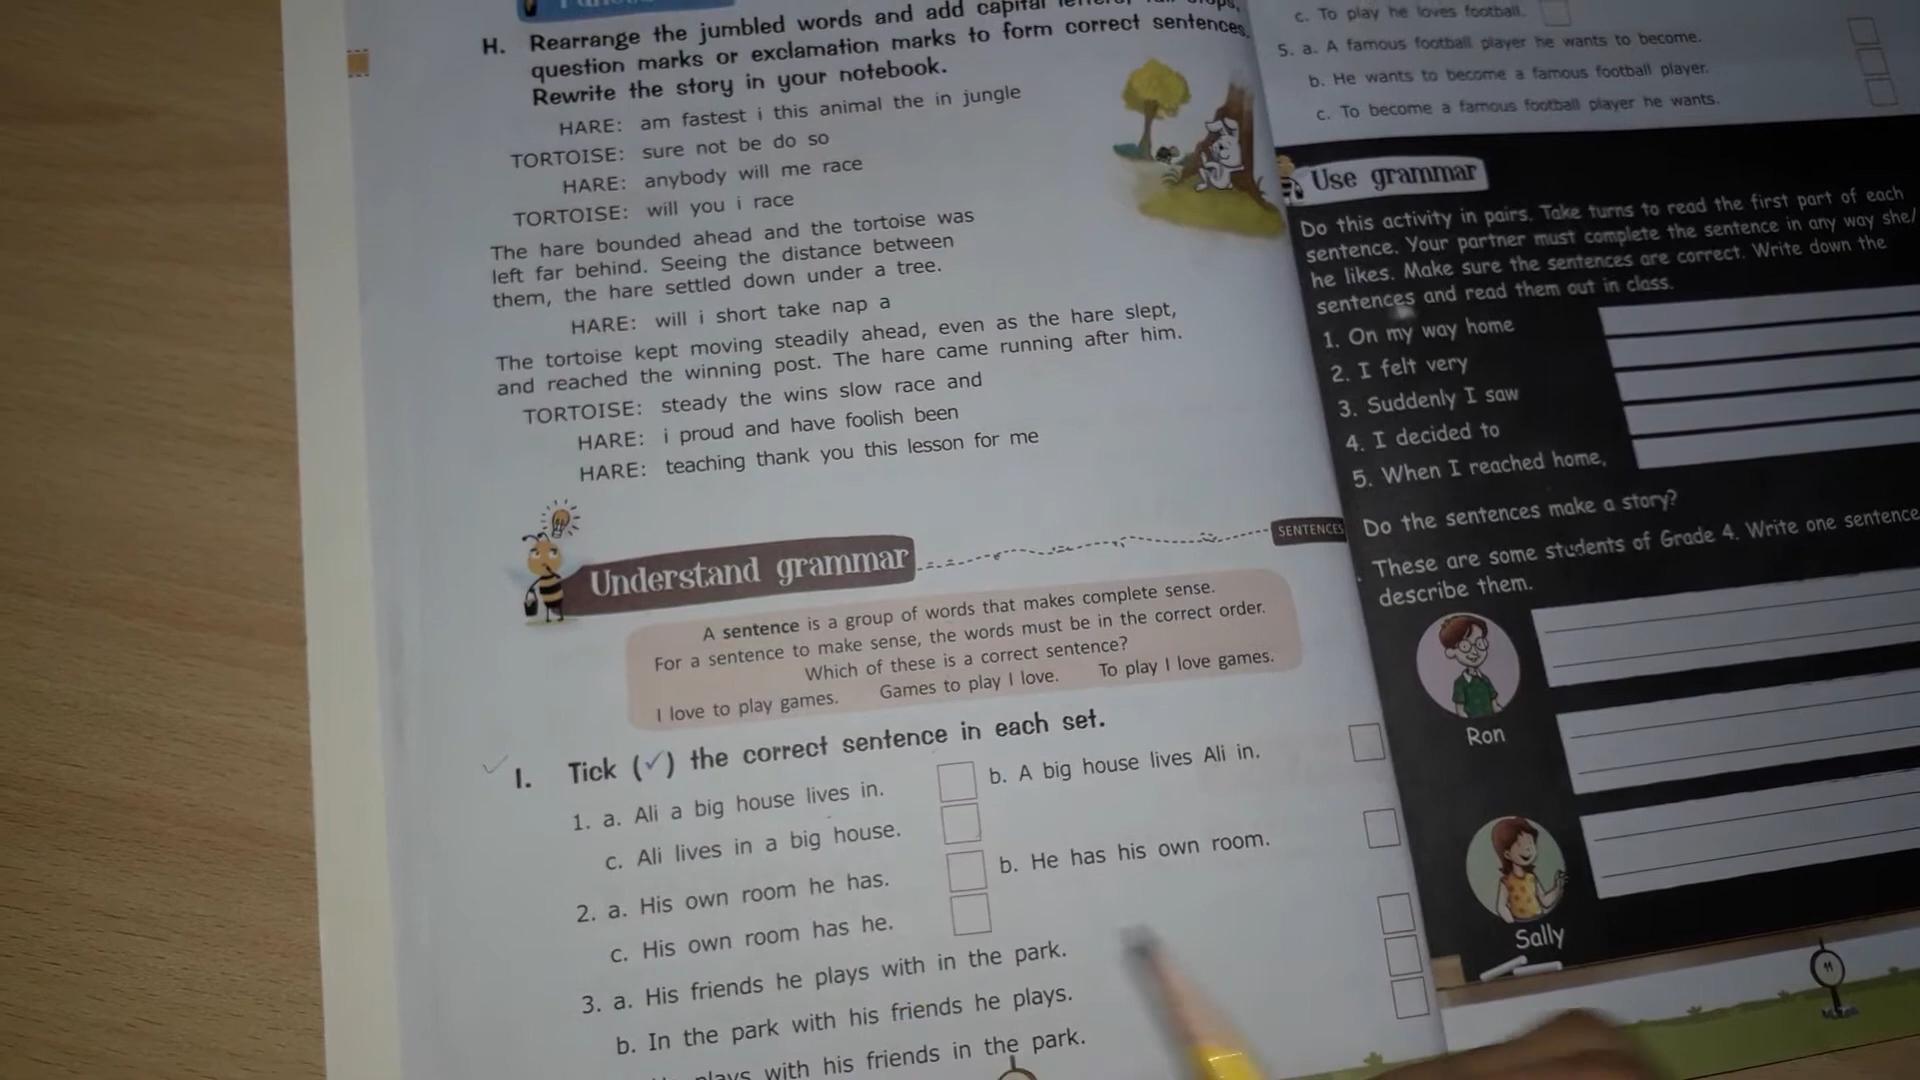 H. Rearrange the jumbled words and add capital
question marks or exclamation marks to form correct sentences.
Rewrite the story in your notebook.
HARE: am fastest i this animal the in jungle
TORTOISE: sure not be do so
HARE: anybody will me race
TORTOISE: will you i race
The hare bounded ahead and the tortoise was
left far behind. Seeing the distance between
them, the hare settled down under a tree.
HARE: will i short take nap a
The tortoise kept moving steadily ahead, even as the hare slept,
and reached the winning post. The hare came running after him.
TORTOISE: steady the wins slow race and
HARE: i proud and have foolish been
HARE: teaching thank you this lesson for me
Understand grammar
SENTENCES
A sentence is a group of words that makes complete sense.
For a sentence to make sense, the words must be in the correct order.
Which of these is a correct sentence?
I love to play games. Games to play I love. To play I love games.
I. Tick (✓) the correct sentence in each set.
1. a. Ali a big house lives in. b. A big house lives Ali in.
c. Ali lives in a big house.
2. a. His own room he has. b. He has his own room.
c. His own room has he.
3. a. His friends he plays with in the park.
b. In the park with his friends he plays.
plays with his friends in the park.
c. To play he loves football.
5. a. A famous football player he wants to become.
b. He wants to become a famous football player.
c. To become a famous football player he wants.
Use grammar
Do this activity in pairs. Take turns to read the first part of each
sentence. Your partner must complete the sentence in any way she/
he likes. Make sure the sentences are correct. Write down the
sentences and read them out in class.
1. On my way home
2. I felt very
3. Suddenly I saw
4. I decided to
5. When I reached home,
Do the sentences make a story?
These are some students of Grade 4. Write one sentence
describe them.
Ron
Sally
11